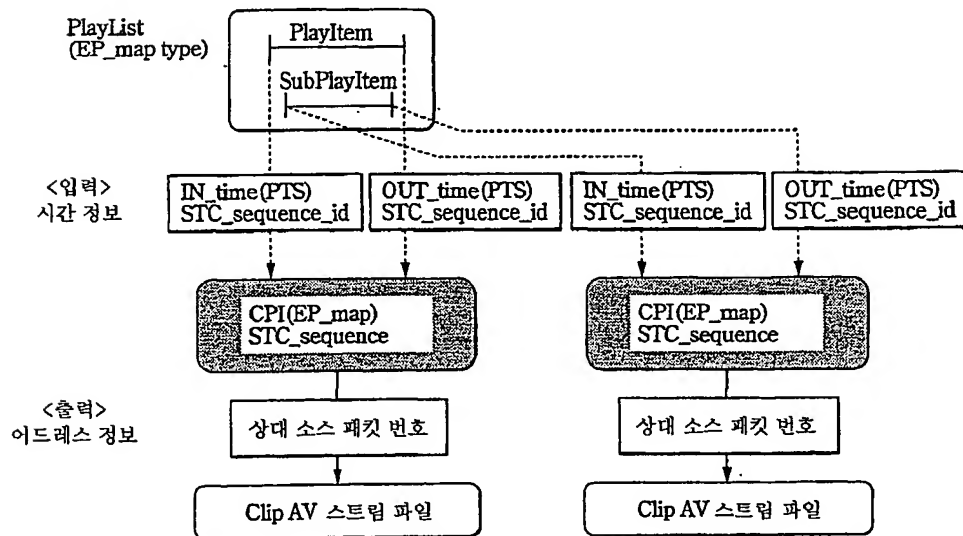 PlayList
(EP_map type)
PlayItem
SubPlayItem
<입력>
시간 정보
IN_time(PTS)
STC_sequence_id
OUT_time(PTS)
STC_sequence_id
IN_time(PTS)
STC_sequence_id
OUT_time(PTS)
STC_sequence_id
CPI(EP_map)
STC_sequence
CPI(EP_map)
STC_sequence
<출력>
어드레스 정보
상대 소스 패킷 번호
상대 소스 패킷 번호
Clip AV 스트림 파일
Clip AV 스트림 파일